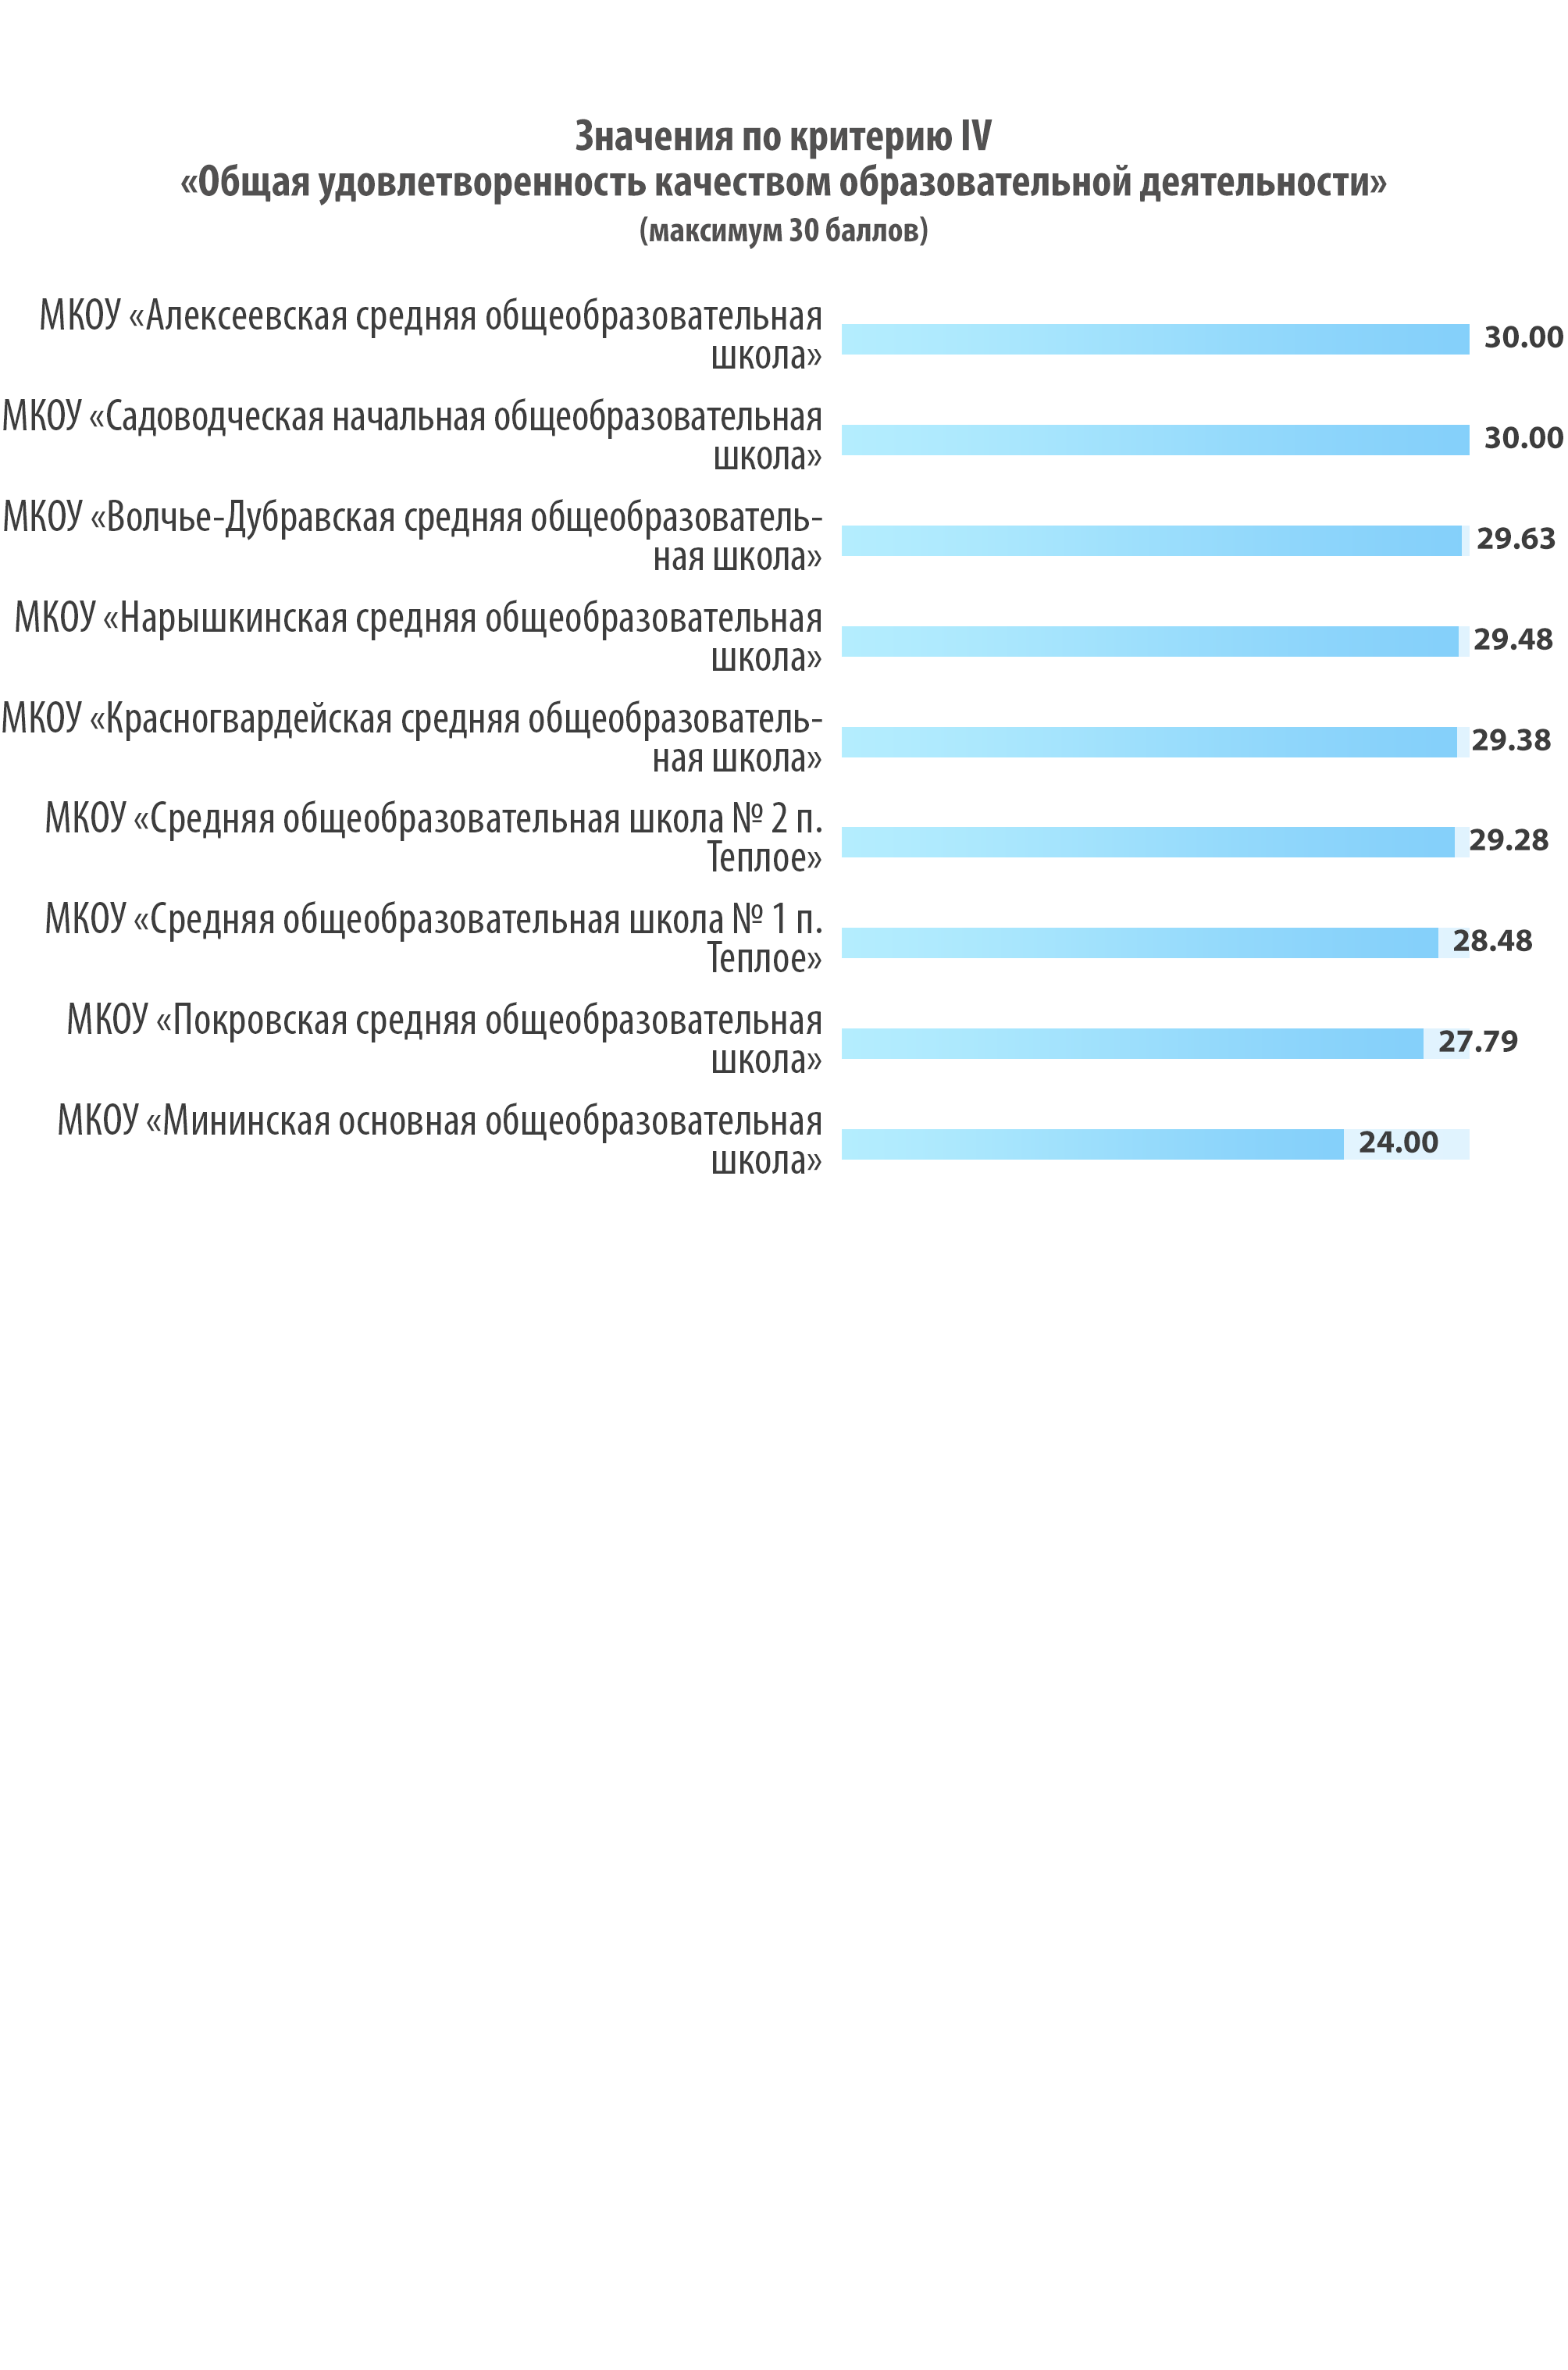 Значения по критерию IV
«Общая удовлетворенность качеством образовательной деятельности»
(максимум 30 баллов)
МКОУ «Алексеевская средняя общеобразовательная
школа»
30.00
МКОУ «Садоводческая начальная общеобразовательная
школа»
30.00
МКОУ «Волчье-Дубравская средняя общеобразователь-
ная школа»
29.63
МКОУ «Нарышкинская средняя общеобразовательная
школа»
29.48
МКОУ «Красногвардейская средняя общеобразователь-
ная школа»
29.38
МКОУ «Средняя общеобразовательная школа № 2 п.
Теплое»
29.28
МКОУ «Средняя общеобразовательная школа № 1 п.
Теплое»
28.48
МКОУ «Покровская средняя общеобразовательная
школа»
27.79
МКОУ «Мининская основная общеобразовательная
школа»
24.00